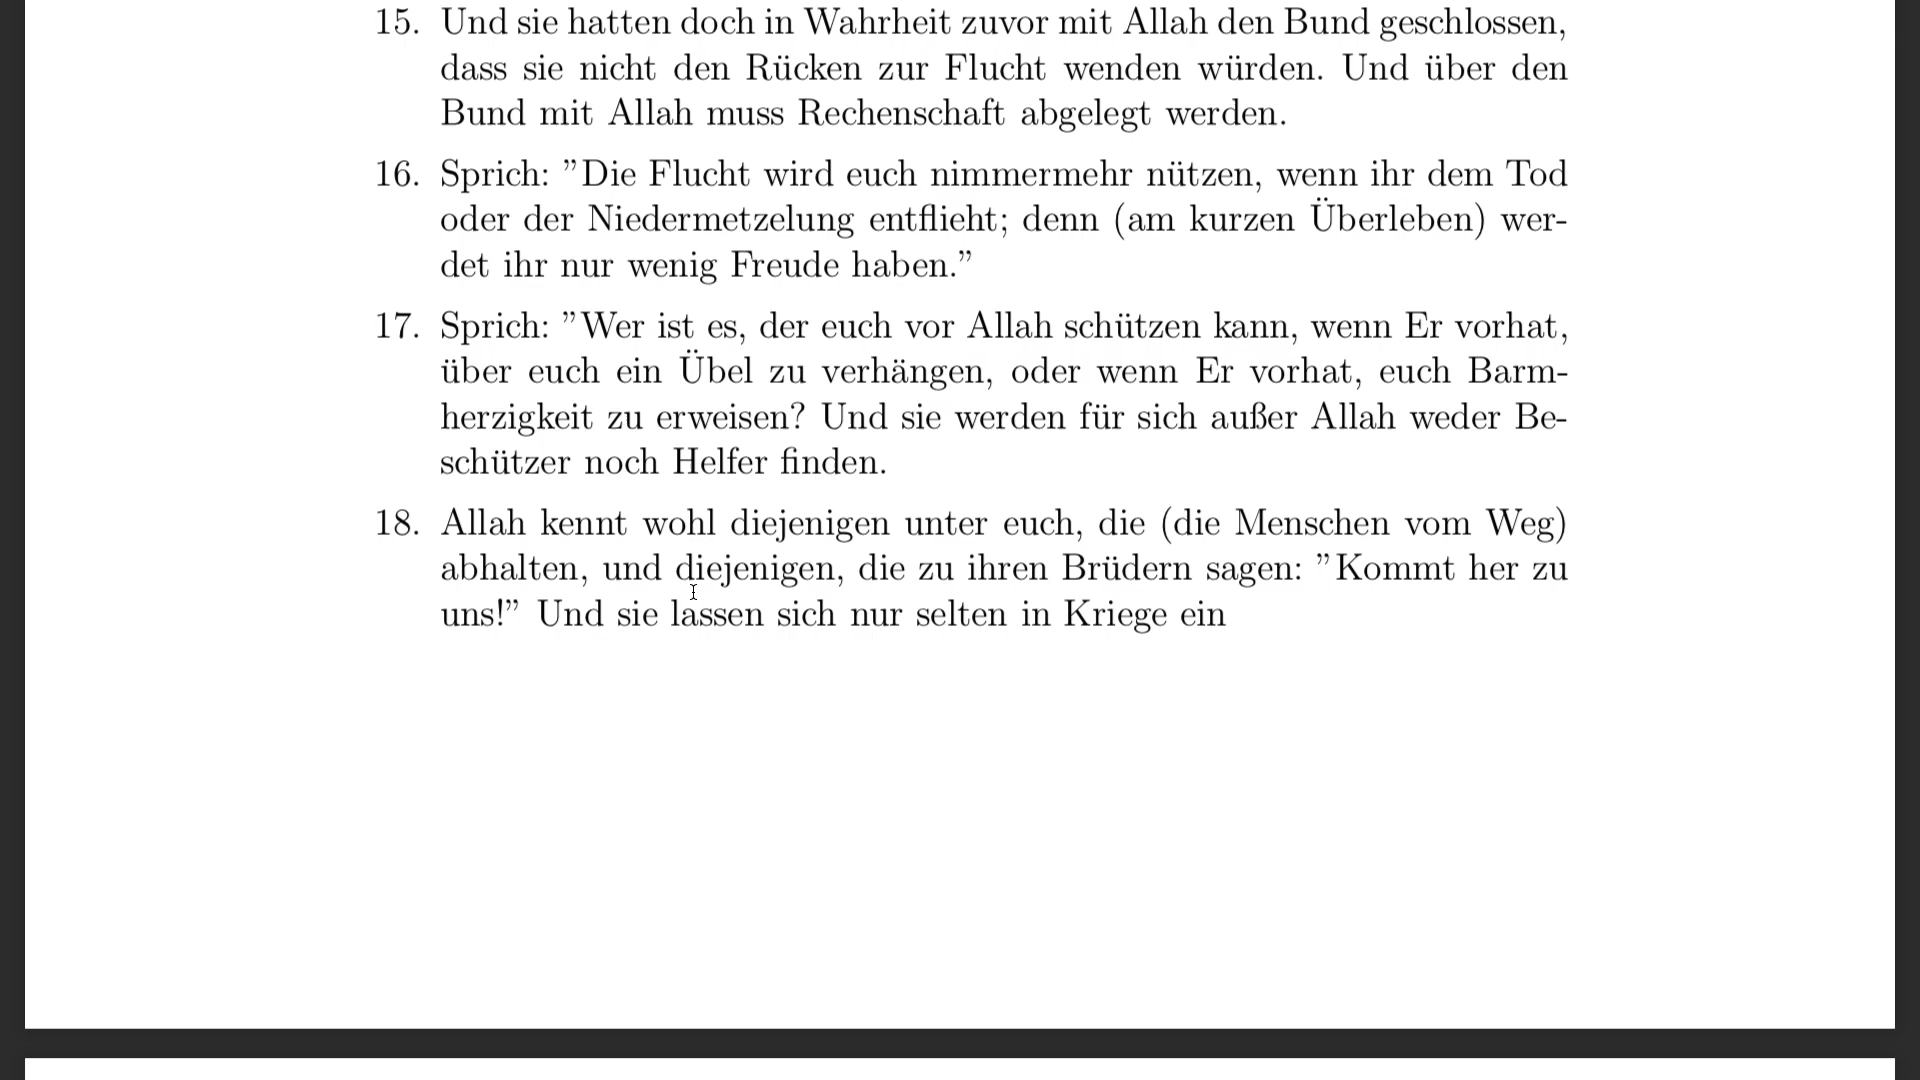 15. Und sie hatten doch in Wahrheit zuvor mit Allah den Bund geschlossen,
dass sie nicht den Rücken zur Flucht wenden würden. Und über den
Bund mit Allah muss Rechenschaft abgelegt werden.
16. Sprich: ”Die Flucht wird euch nimmermehr nützen, wenn ihr dem Tod
oder der Niedermetzelung entflieht; denn (am kurzen Überleben) wer-
det ihr nur wenig Freude haben.”
17. Sprich: ”Wer ist es, der euch vor Allah schützen kann, wenn Er vorhat,
über euch ein Übel zu verhängen, oder wenn Er vorhat, euch Barm-
herzigkeit zu erweisen? Und sie werden für sich außer Allah weder Be-
schützer noch Helfer finden.
18. Allah kennt wohl diejenigen unter euch, die (die Menschen vom Weg)
abhalten, und diejenigen, die zu ihren Brüdern sagen: ”Kommt her zu
uns!” Und sie lassen sich nur selten in Kriege ein